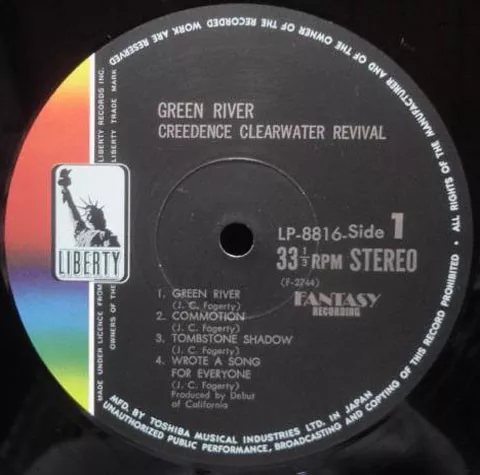 ALL RIGHTS OF THE MANUFACTURER AND OF THE OWNER OF THE RECORDED WORK ARE RESERVED
GREEN RIVER
CREEDENCE CLEARWATER REVIVAL
LP-8816-Side 1
33 1/3 RPM STEREO
(F-2744)
FANTASY
RECORDING
1. GREEN RIVER
(J. C. Fogerty)
2. COMMOTION
(J. C. Fogerty)
3. TOMBSTONE SHADOW
(J. C. Fogerty)
4. WROTE A SONG
FOR EVERYONE
(J. C. Fogerty)
Produced by Debut
of California
LIBERTY
MADE UNDER LICENCE FROM LIBERTY RECORDS INC.
OWNERS OF THE LIBERTY TRADE MARK
MFD. BY TOSHIBA MUSICAL INDUSTRIES LTD. IN JAPAN
UNAUTHORIZED PUBLIC PERFORMANCE, BROADCASTING AND COPYING OF THIS RECORD PROHIBITED •